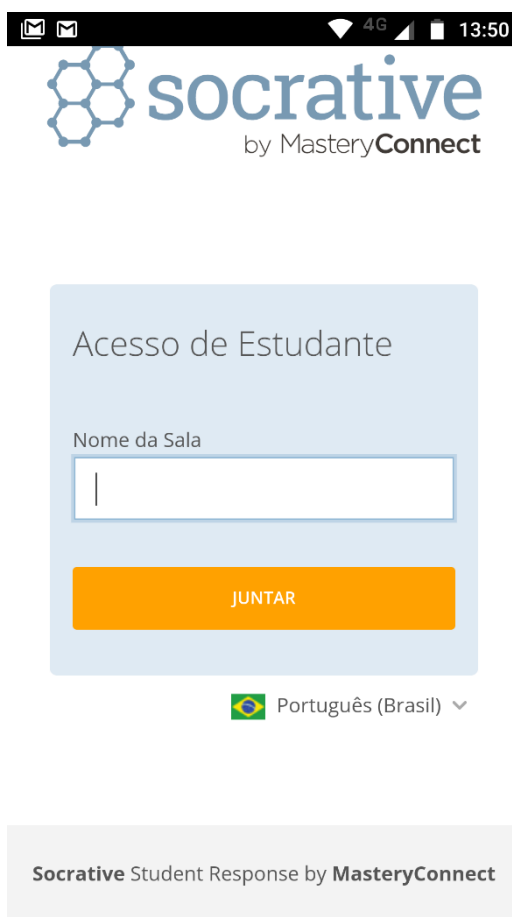 4G 13:50
socrative
by MasteryConnect
Acesso de Estudante
Nome da Sala
JUNTAR
Português (Brasil)
Socrative Student Response by MasteryConnect